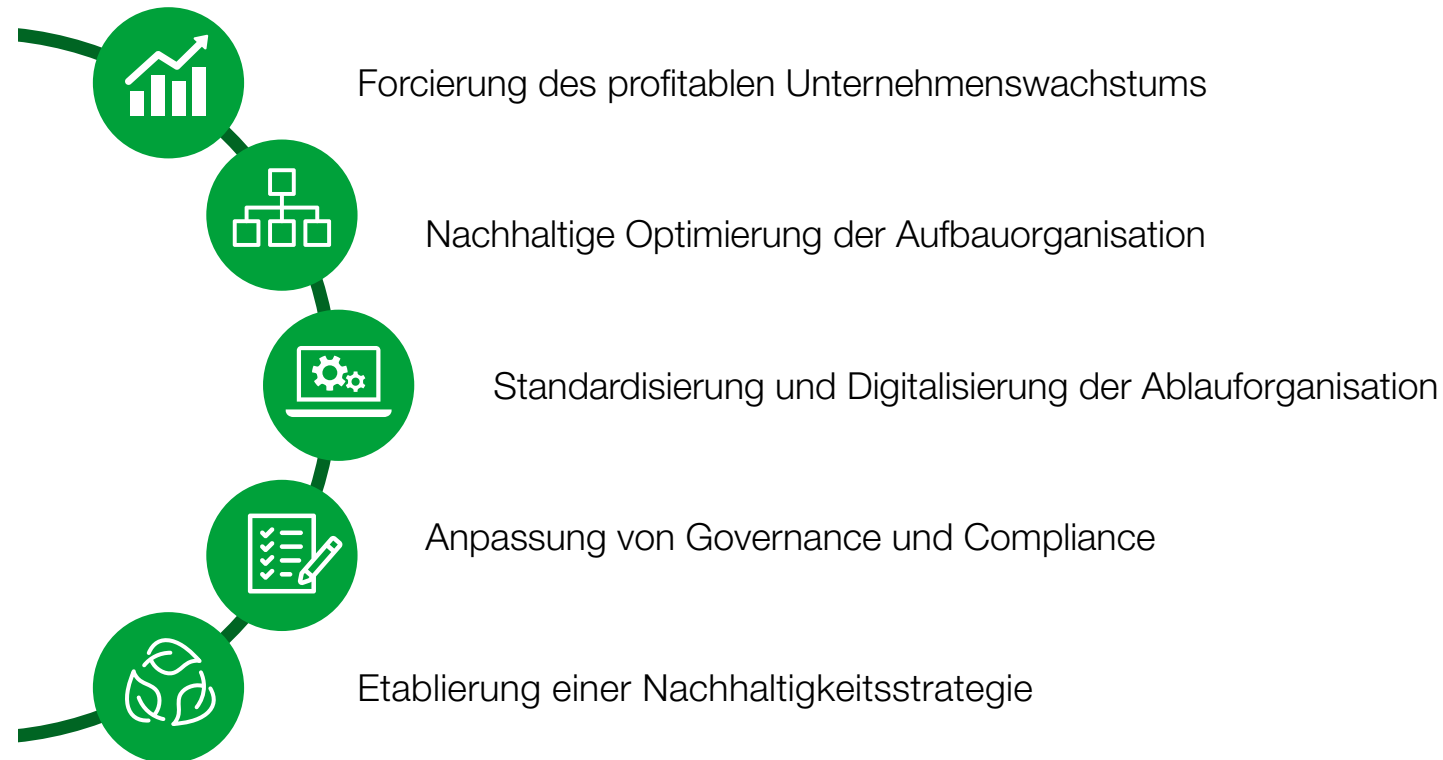 Forcierung des profitablen Unternehmenswachstums
Nachhaltige Optimierung der Aufbauorganisation
Standardisierung und Digitalisierung der Ablauforganisation
Anpassung von Governance und Compliance
Etablierung einer Nachhaltigkeitsstrategie